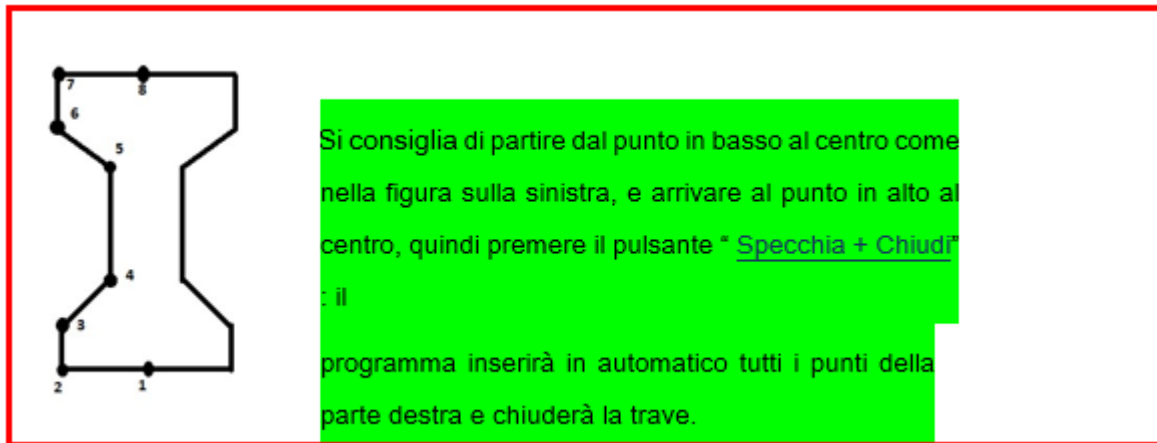 7
8
6
5
4
3
2
1
Si consiglia di partire dal punto in basso al centro come
nella figura sulla sinistra, e arrivare al punto in alto al
centro, quindi premere il pulsante “ Specchia + Chiudi”
: il
programma inserirà in automatico tutti i punti della
parte destra e chiuderà la trave.